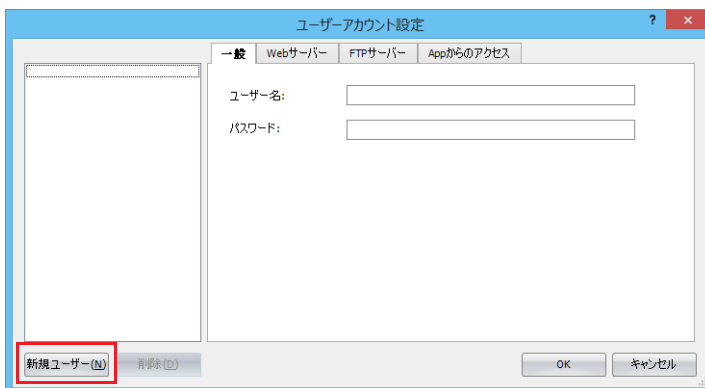 ユーザーアカウント設定 ? ×
一般 Webサーバー FTPサーバー Appからのアクセス
ユーザー名:
パスワード:
新規ユーザー(N) 削除(D) OK キャンセル